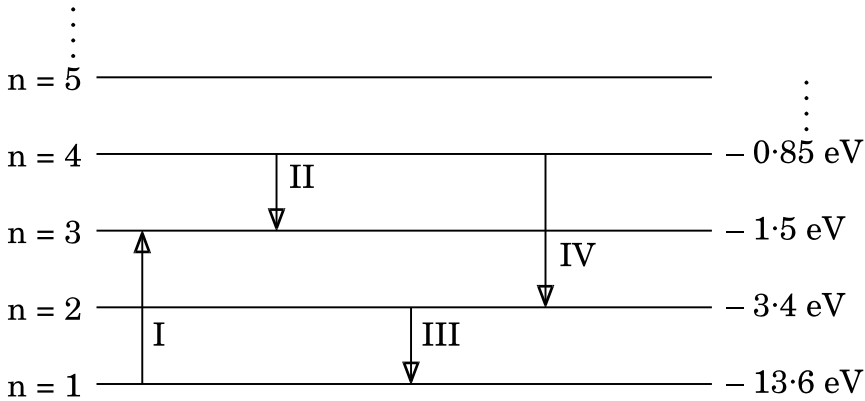 n = 5
n = 4 – 0·85 eV
II
n = 3 – 1·5 eV
IV
n = 2 – 3·4 eV
I III
n = 1 – 13·6 eV